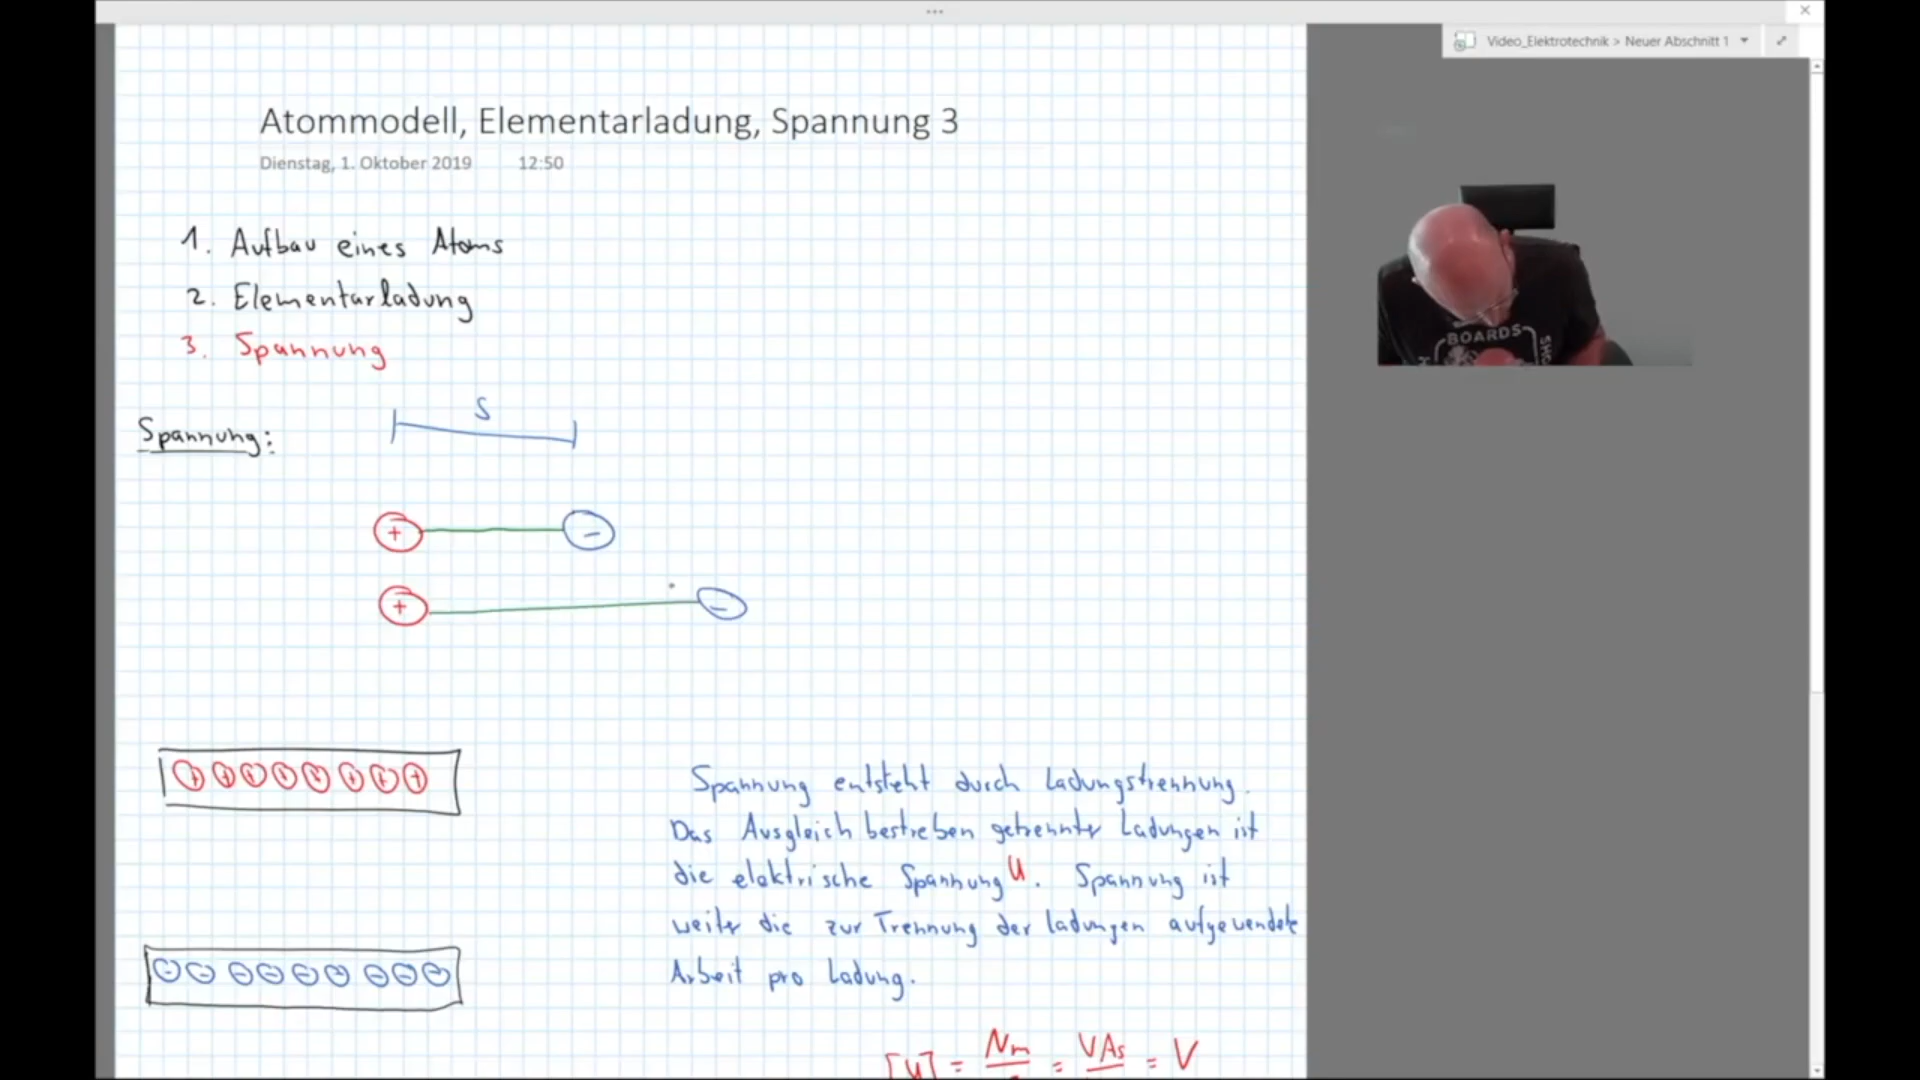 Video_Elektrotechnik > Neuer Abschnitt 1
Atommodell, Elementarladung, Spannung 3
Dienstag, 1. Oktober 2019 12:50
1. Aufbau eines Atoms
2. Elementarladung
3. Spannung
S
Spannung:
+ -
+ -
+ + + + + + + +
Spannung entsteht durch Ladungstrennung.
Das Ausgleichbestreben getrennter Ladungen ist
die elektrische Spannung U. Spannung ist
weiter die zur Trennung der Ladungen aufgewendete
- - - - - - - - -
Arbeit pro Ladung.
[U] = Nm = VAs = V
BOARDS